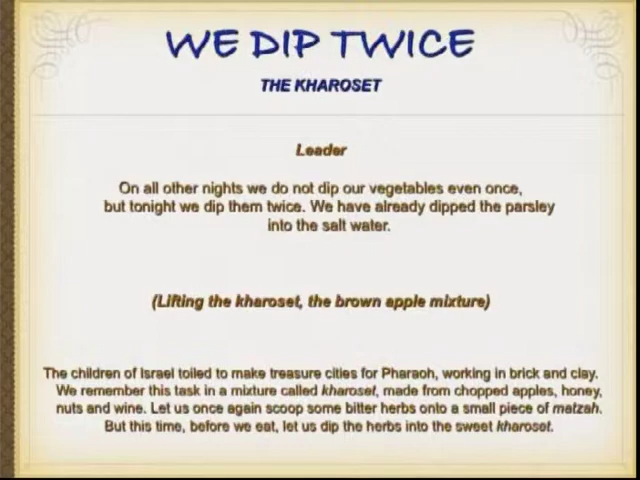 WE DIP TWICE
THE KHAROSET
Leader
On all other nights we do not dip our vegetables even once,
but tonight we dip them twice. We have already dipped the parsley
into the salt water.
(Lifting the kharoset, the brown apple mixture)
The children of Israel toiled to make treasure cities for Pharaoh, working in brick and clay.
We remember this task in a mixture called kharoset, made from chopped apples, honey,
nuts and wine. Let us once again scoop some bitter herbs onto a small piece of matzah.
But this time, before we eat, let us dip the herbs into the sweet kharoset.